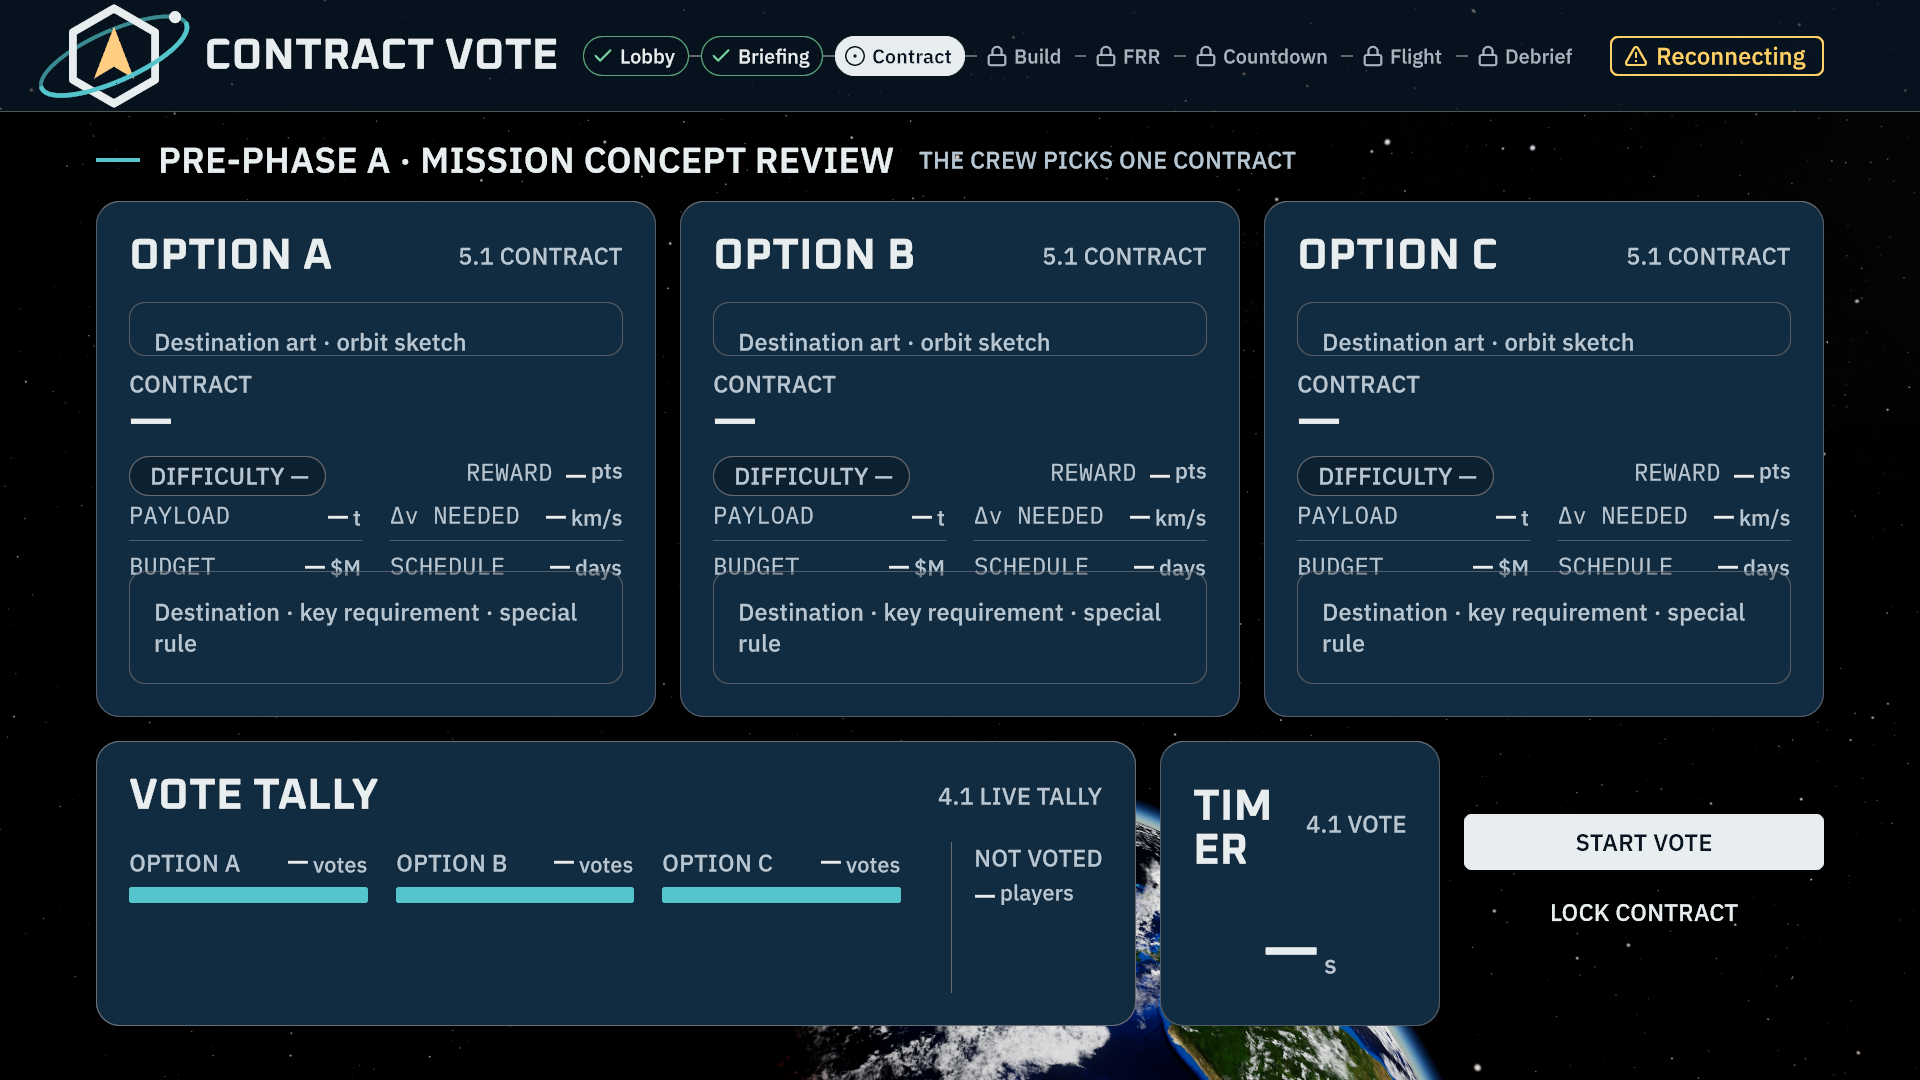 CONTRACT VOTE
Lobby
Briefing
Contract
Build
FRR
Countdown
Flight
Debrief
Reconnecting
PRE-PHASE A · MISSION CONCEPT REVIEW
THE CREW PICKS ONE CONTRACT
OPTION A
5.1 CONTRACT
Destination art · orbit sketch
CONTRACT
—
DIFFICULTY —
REWARD — pts
PAYLOAD — t
Δv NEEDED — km/s
BUDGET — $M
SCHEDULE — days
Destination · key requirement · special
rule
OPTION B
5.1 CONTRACT
Destination art · orbit sketch
CONTRACT
—
DIFFICULTY —
REWARD — pts
PAYLOAD — t
Δv NEEDED — km/s
BUDGET — $M
SCHEDULE — days
Destination · key requirement · special
rule
OPTION C
5.1 CONTRACT
Destination art · orbit sketch
CONTRACT
—
DIFFICULTY —
REWARD — pts
PAYLOAD — t
Δv NEEDED — km/s
BUDGET — $M
SCHEDULE — days
Destination · key requirement · special
rule
VOTE TALLY
4.1 LIVE TALLY
OPTION A — votes
OPTION B — votes
OPTION C — votes
NOT VOTED
— players
TIM
ER
4.1 VOTE
— s
START VOTE
LOCK CONTRACT